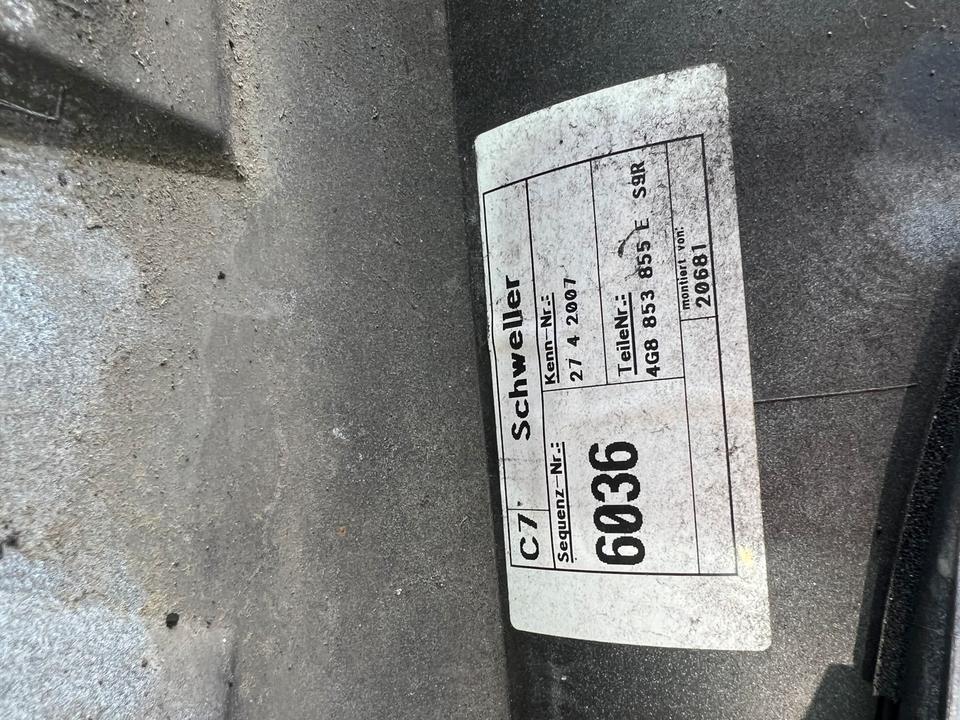 C7 Schweller
Sequenz-Nr.:
6036
Kenn-Nr.:
27 4 2007
TeileNr.:
4G8 853 855 E S9R
montiert von:
20681